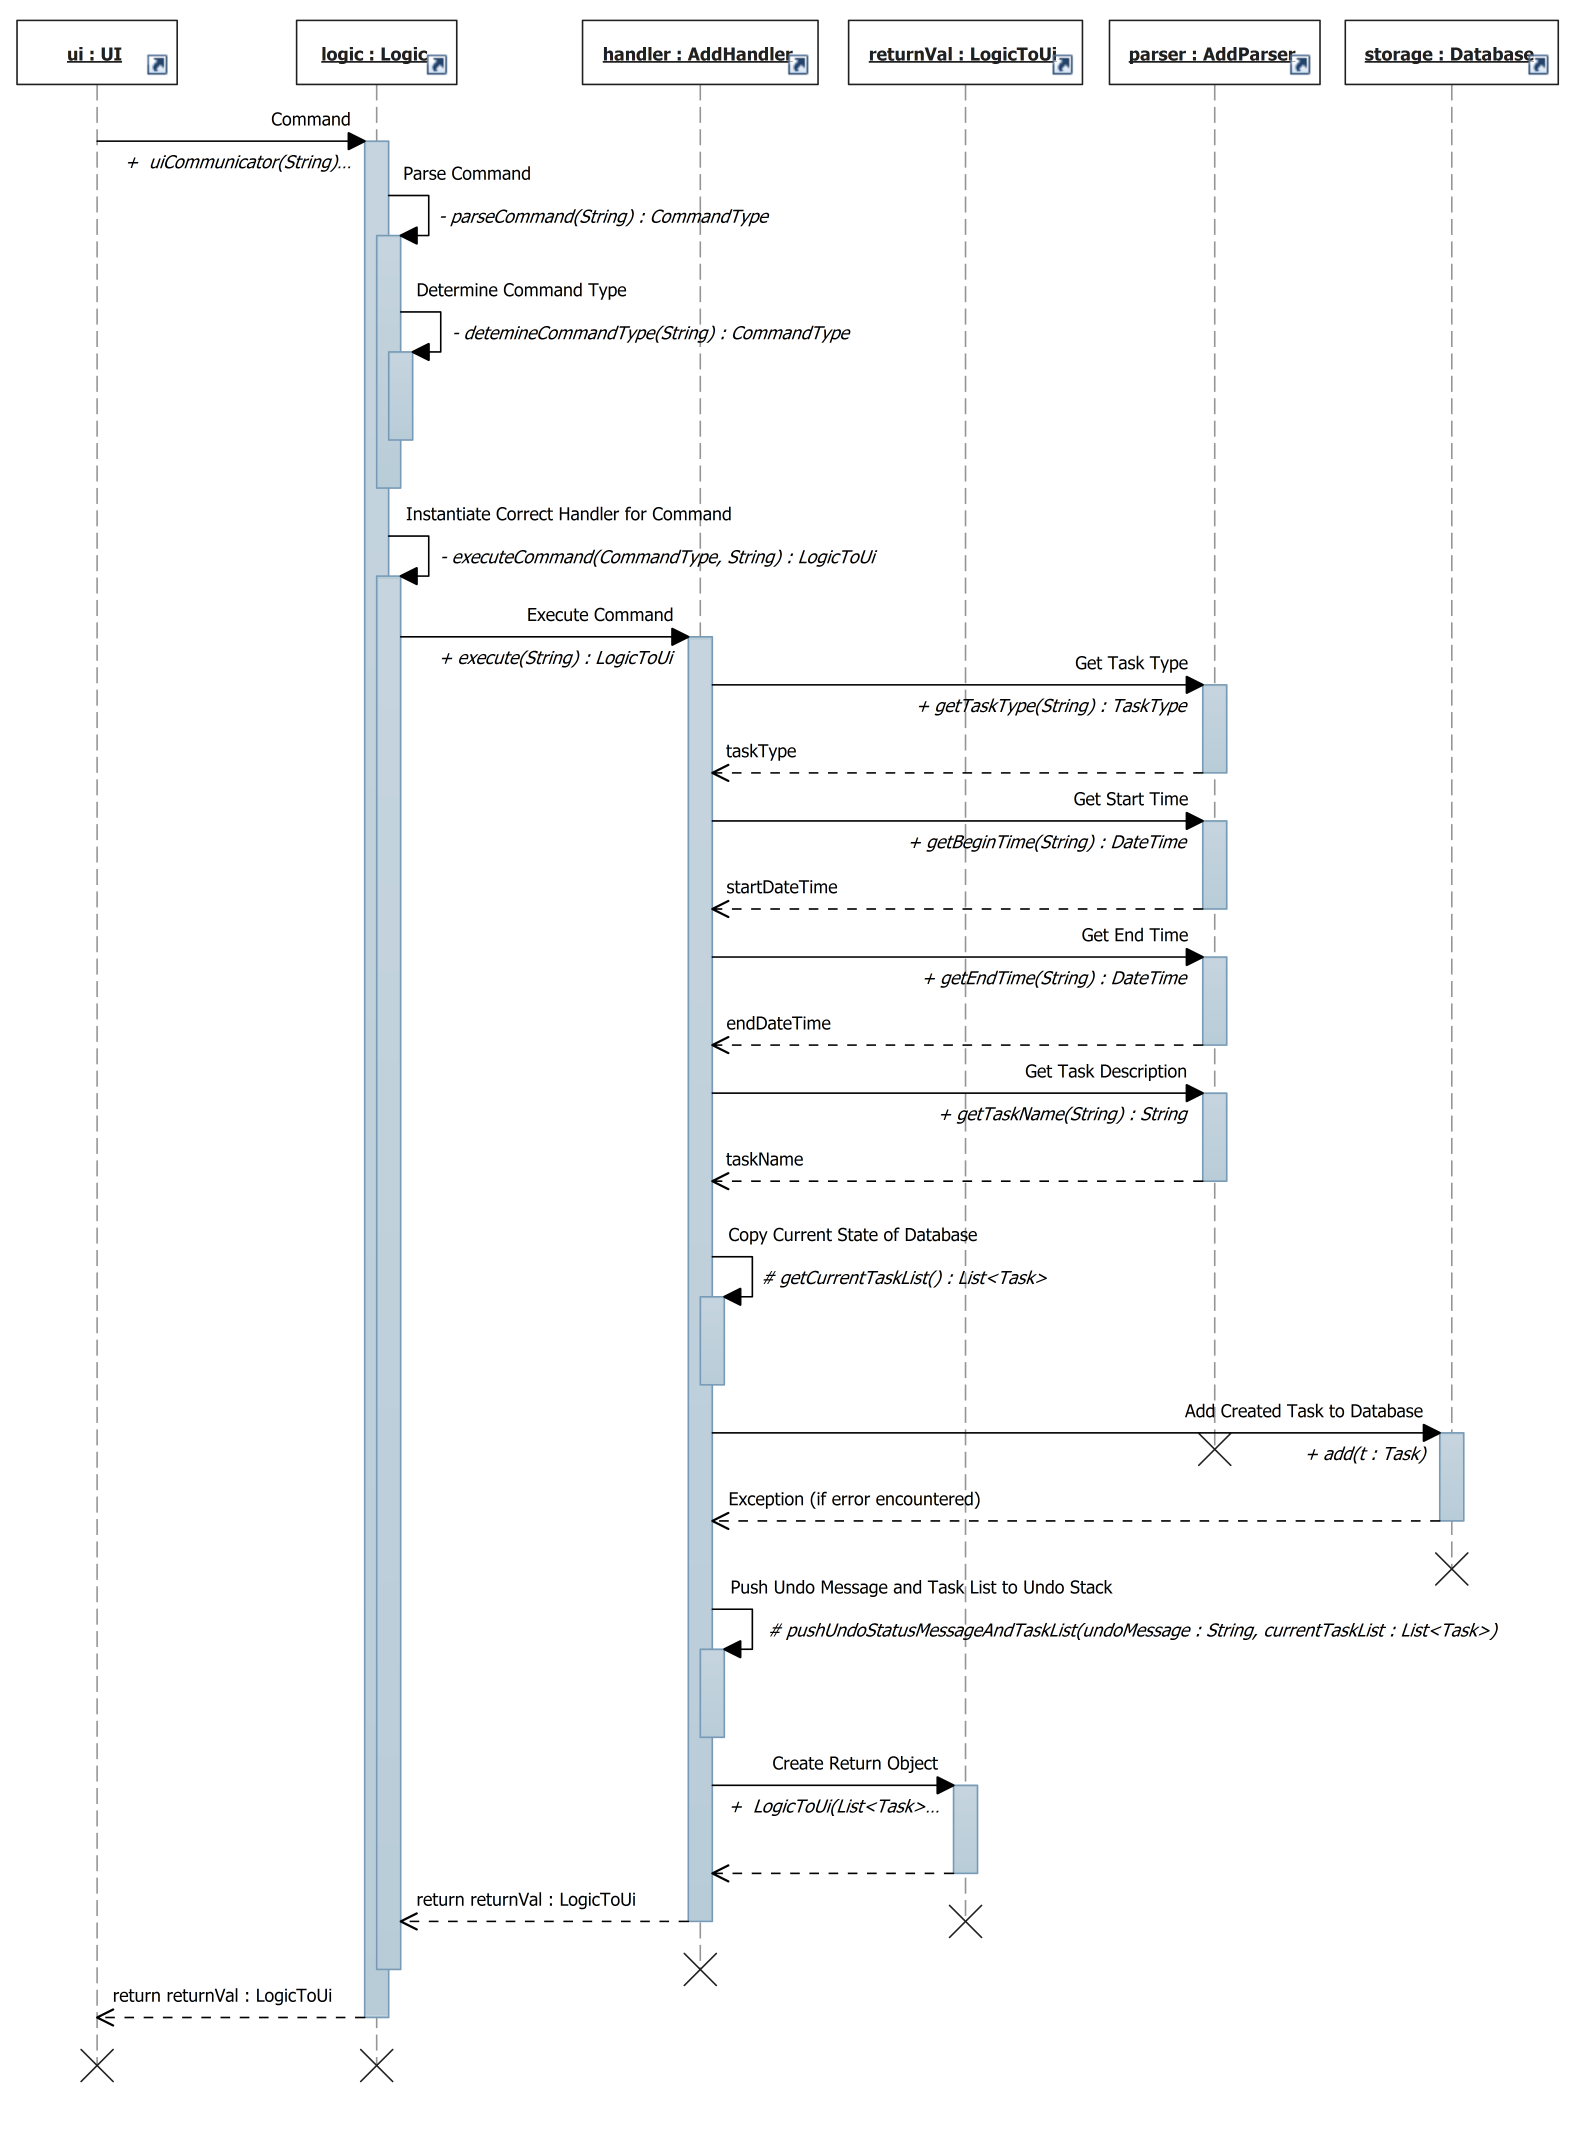 ui : UI
logic : Logic
handler : AddHandler
returnVal : LogicToUi
parser : AddParser
storage : Database
Command
+ uiCommunicator(String)...
Parse Command
- parseCommand(String) : CommandType
Determine Command Type
- detemineCommandType(String) : CommandType
Instantiate Correct Handler for Command
- executeCommand(CommandType, String) : LogicToUi
Execute Command
+ execute(String) : LogicToUi
Get Task Type
+ getTaskType(String) : TaskType
taskType
Get Start Time
+ getBeginTime(String) : DateTime
startDateTime
Get End Time
+ getEndTime(String) : DateTime
endDateTime
Get Task Description
+ getTaskName(String) : String
taskName
Copy Current State of Database
# getCurrentTaskList() : List<Task>
Add Created Task to Database
+ add(t : Task)
Exception (if error encountered)
Push Undo Message and Task List to Undo Stack
# pushUndoStatusMessageAndTaskList(undoMessage : String, currentTaskList : List<Task>)
Create Return Object
+ LogicToUi(List<Task>...
return returnVal : LogicToUi
return returnVal : LogicToUi